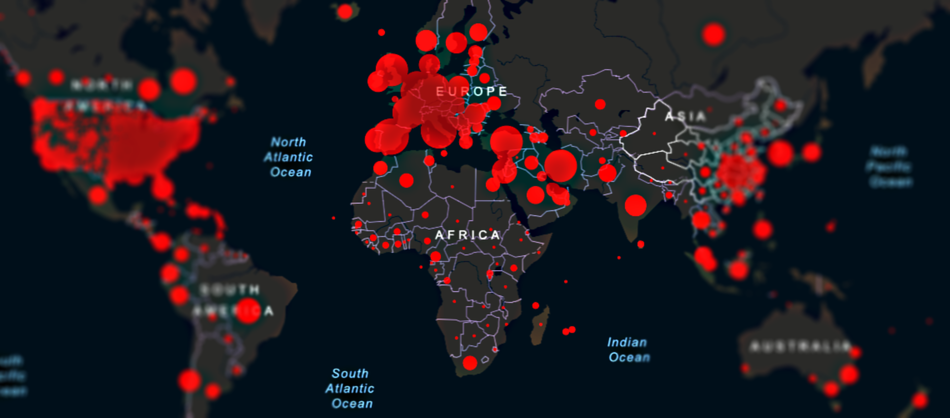 NORTH
AMERICA
EUROPE
ASIA
North
Atlantic
Ocean
North
Pacific
Ocean
AFRICA
SOUTH
AMERICA
Indian
Ocean
AUSTRALIA
South
Atlantic
Ocean